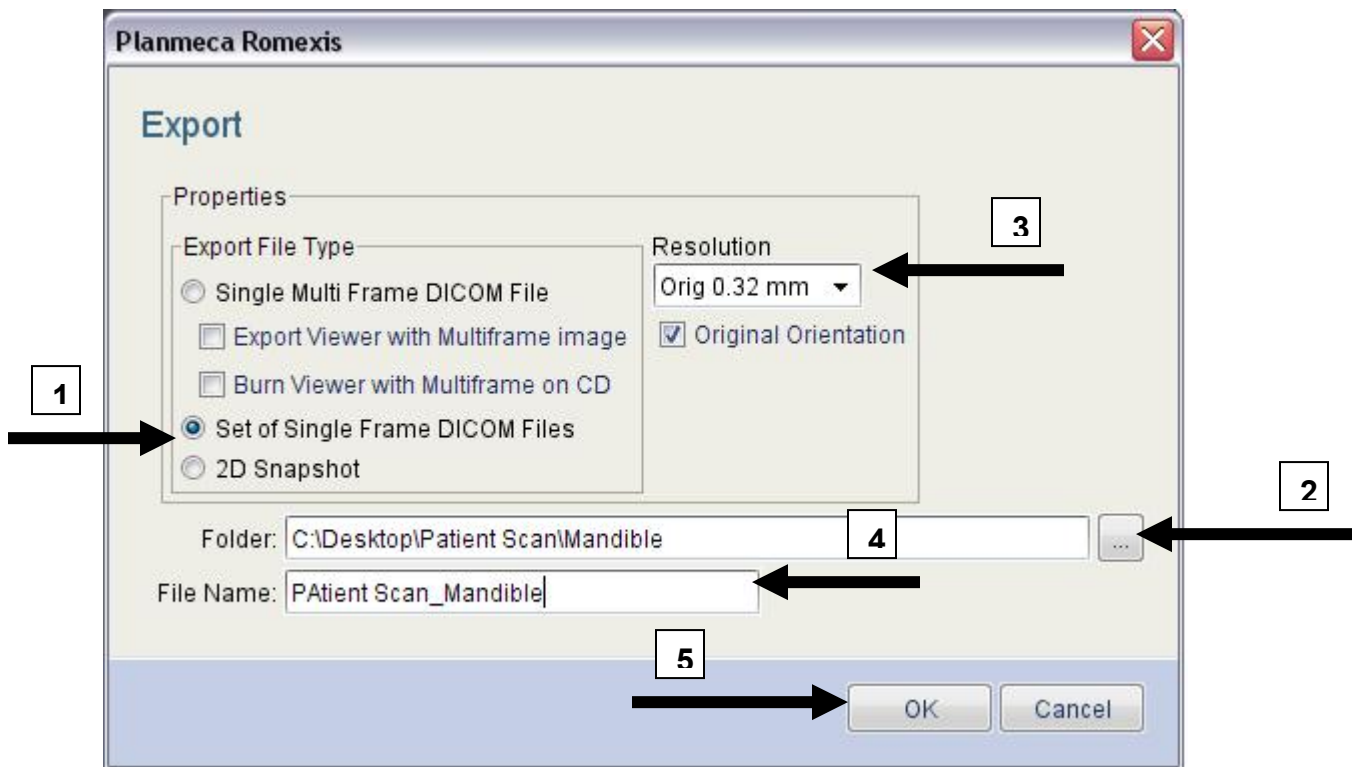 Planmeca Romexis
Export
Properties
Export File Type
Resolution
3
Single Multi Frame DICOM File
Orig 0.32 mm
Export Viewer with Multiframe image
Original Orientation
Burn Viewer with Multiframe on CD
1
Set of Single Frame DICOM Files
2D Snapshot
2
Folder: C:\Desktop\Patient Scan\Mandible
...
4
File Name: PAtient Scan_Mandible
5
OK
Cancel